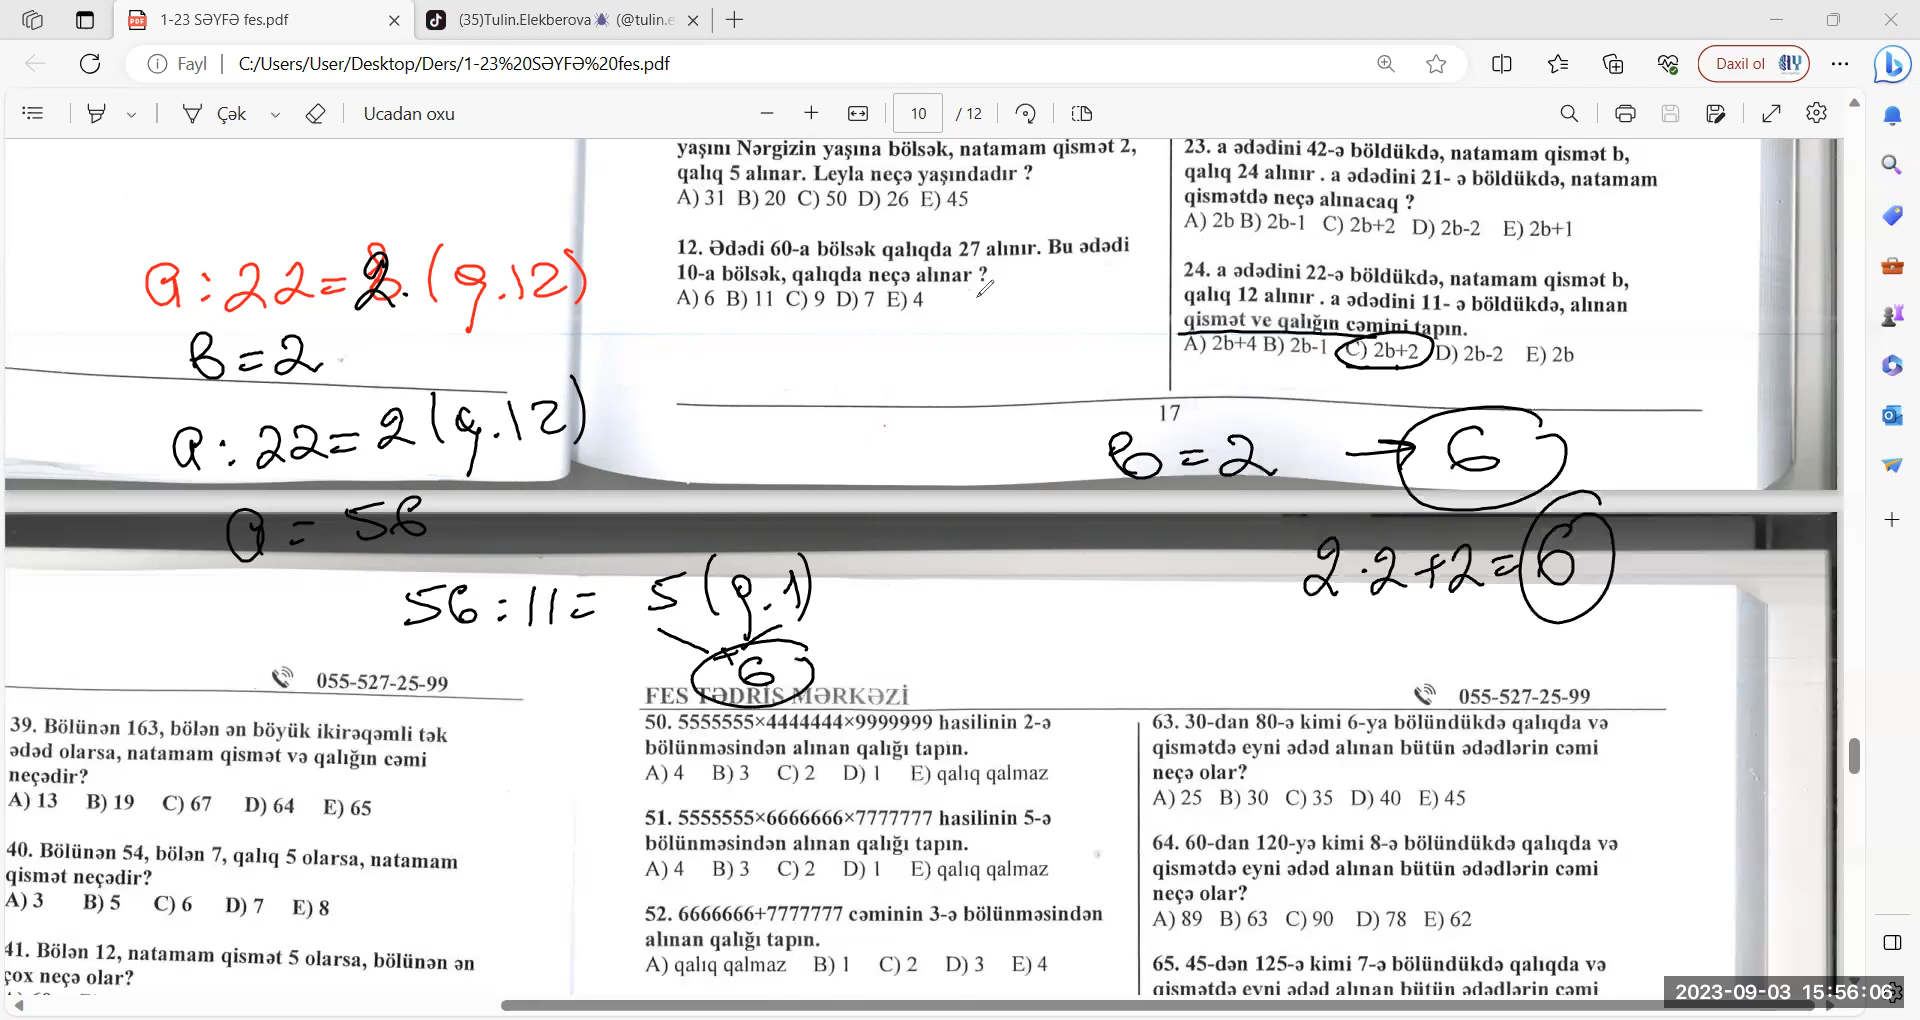 1-23 SƏYFƏ fes.pdf
(35)Tulin.Elekberova🕷 (@tulin.e
Fayl
C:/Users/User/Desktop/Ders/1-23%20SƏYFƏ%20fes.pdf
Daxil ol
Çək
Ucadan oxu
10 / 12
yaşını Nərgizin yaşına bölsək, natamam qismət 2,
qalıq 5 alınar. Leyla neçə yaşındadır ?
A) 31 B) 20 C) 50 D) 26 E) 45
12. Ədədi 60-a bölsək qalıqda 27 alınır. Bu ədədi
10-a bölsək, qalıqda neçə alınar ?
A) 6 B) 11 C) 9 D) 7 E) 4
23. a ədədini 42-ə böldükdə, natamam qismət b,
qalıq 24 alınır . a ədədini 21- ə böldükdə, natamam
qismətdə neçə alınacaq ?
A) 2b B) 2b-1 C) 2b+2 D) 2b-2 E) 2b+1
24. a ədədini 22-ə böldükdə, natamam qismət b,
qalıq 12 alınır . a ədədini 11- ə böldükdə, alınan
qismət ve qalığın cəmini tapın.
A) 2b+4 B) 2b-1 C) 2b+2 D) 2b-2 E) 2b
17
a : 22 = 2. (q.12)
B = 2
a : 22 = 2 (q.12)
a = 56
56 : 11 = 5 (q.1)
+
6
B = 2 → 6
2 · 2 + 2 = 6
055-527-25-99
39. Bölünən 163, bölən ən böyük ikirəqəmli tək
ədəd olarsa, natamam qismət və qalığın cəmi
neçədir?
A) 13 B) 19 C) 67 D) 64 E) 65
40. Bölünən 54, bölən 7, qalıq 5 olarsa, natamam
qismət neçədir?
A) 3 B) 5 C) 6 D) 7 E) 8
41. Bölən 12, natamam qismət 5 olarsa, bölünən ən
çox neçə olar?
FES TƏDRİS MƏRKƏZİ
055-527-25-99
50. 5555555×4444444×9999999 hasilinin 2-ə
bölünməsindən alınan qalığı tapın.
A) 4 B) 3 C) 2 D) 1 E) qalıq qalmaz
51. 5555555×6666666×7777777 hasilinin 5-ə
bölünməsindən alınan qalığı tapın.
A) 4 B) 3 C) 2 D) 1 E) qalıq qalmaz
52. 6666666+7777777 cəminin 3-ə bölünməsindən
alınan qalığı tapın.
A) qalıq qalmaz B) 1 C) 2 D) 3 E) 4
63. 30-dan 80-ə kimi 6-ya bölündükdə qalıqda və
qismətdə eyni ədəd alınan bütün ədədlərin cəmi
neçə olar?
A) 25 B) 30 C) 35 D) 40 E) 45
64. 60-dan 120-yə kimi 8-ə bölündükdə qalıqda və
qismətdə eyni ədəd alınan bütün ədədlərin cəmi
neçə olar?
A) 89 B) 63 C) 90 D) 78 E) 62
65. 45-dən 125-ə kimi 7-ə bölündükdə qalıqda və
qismətdə eyni ədəd alınan bütün ədədlərin cəmi
2023-09-03 15:56:06